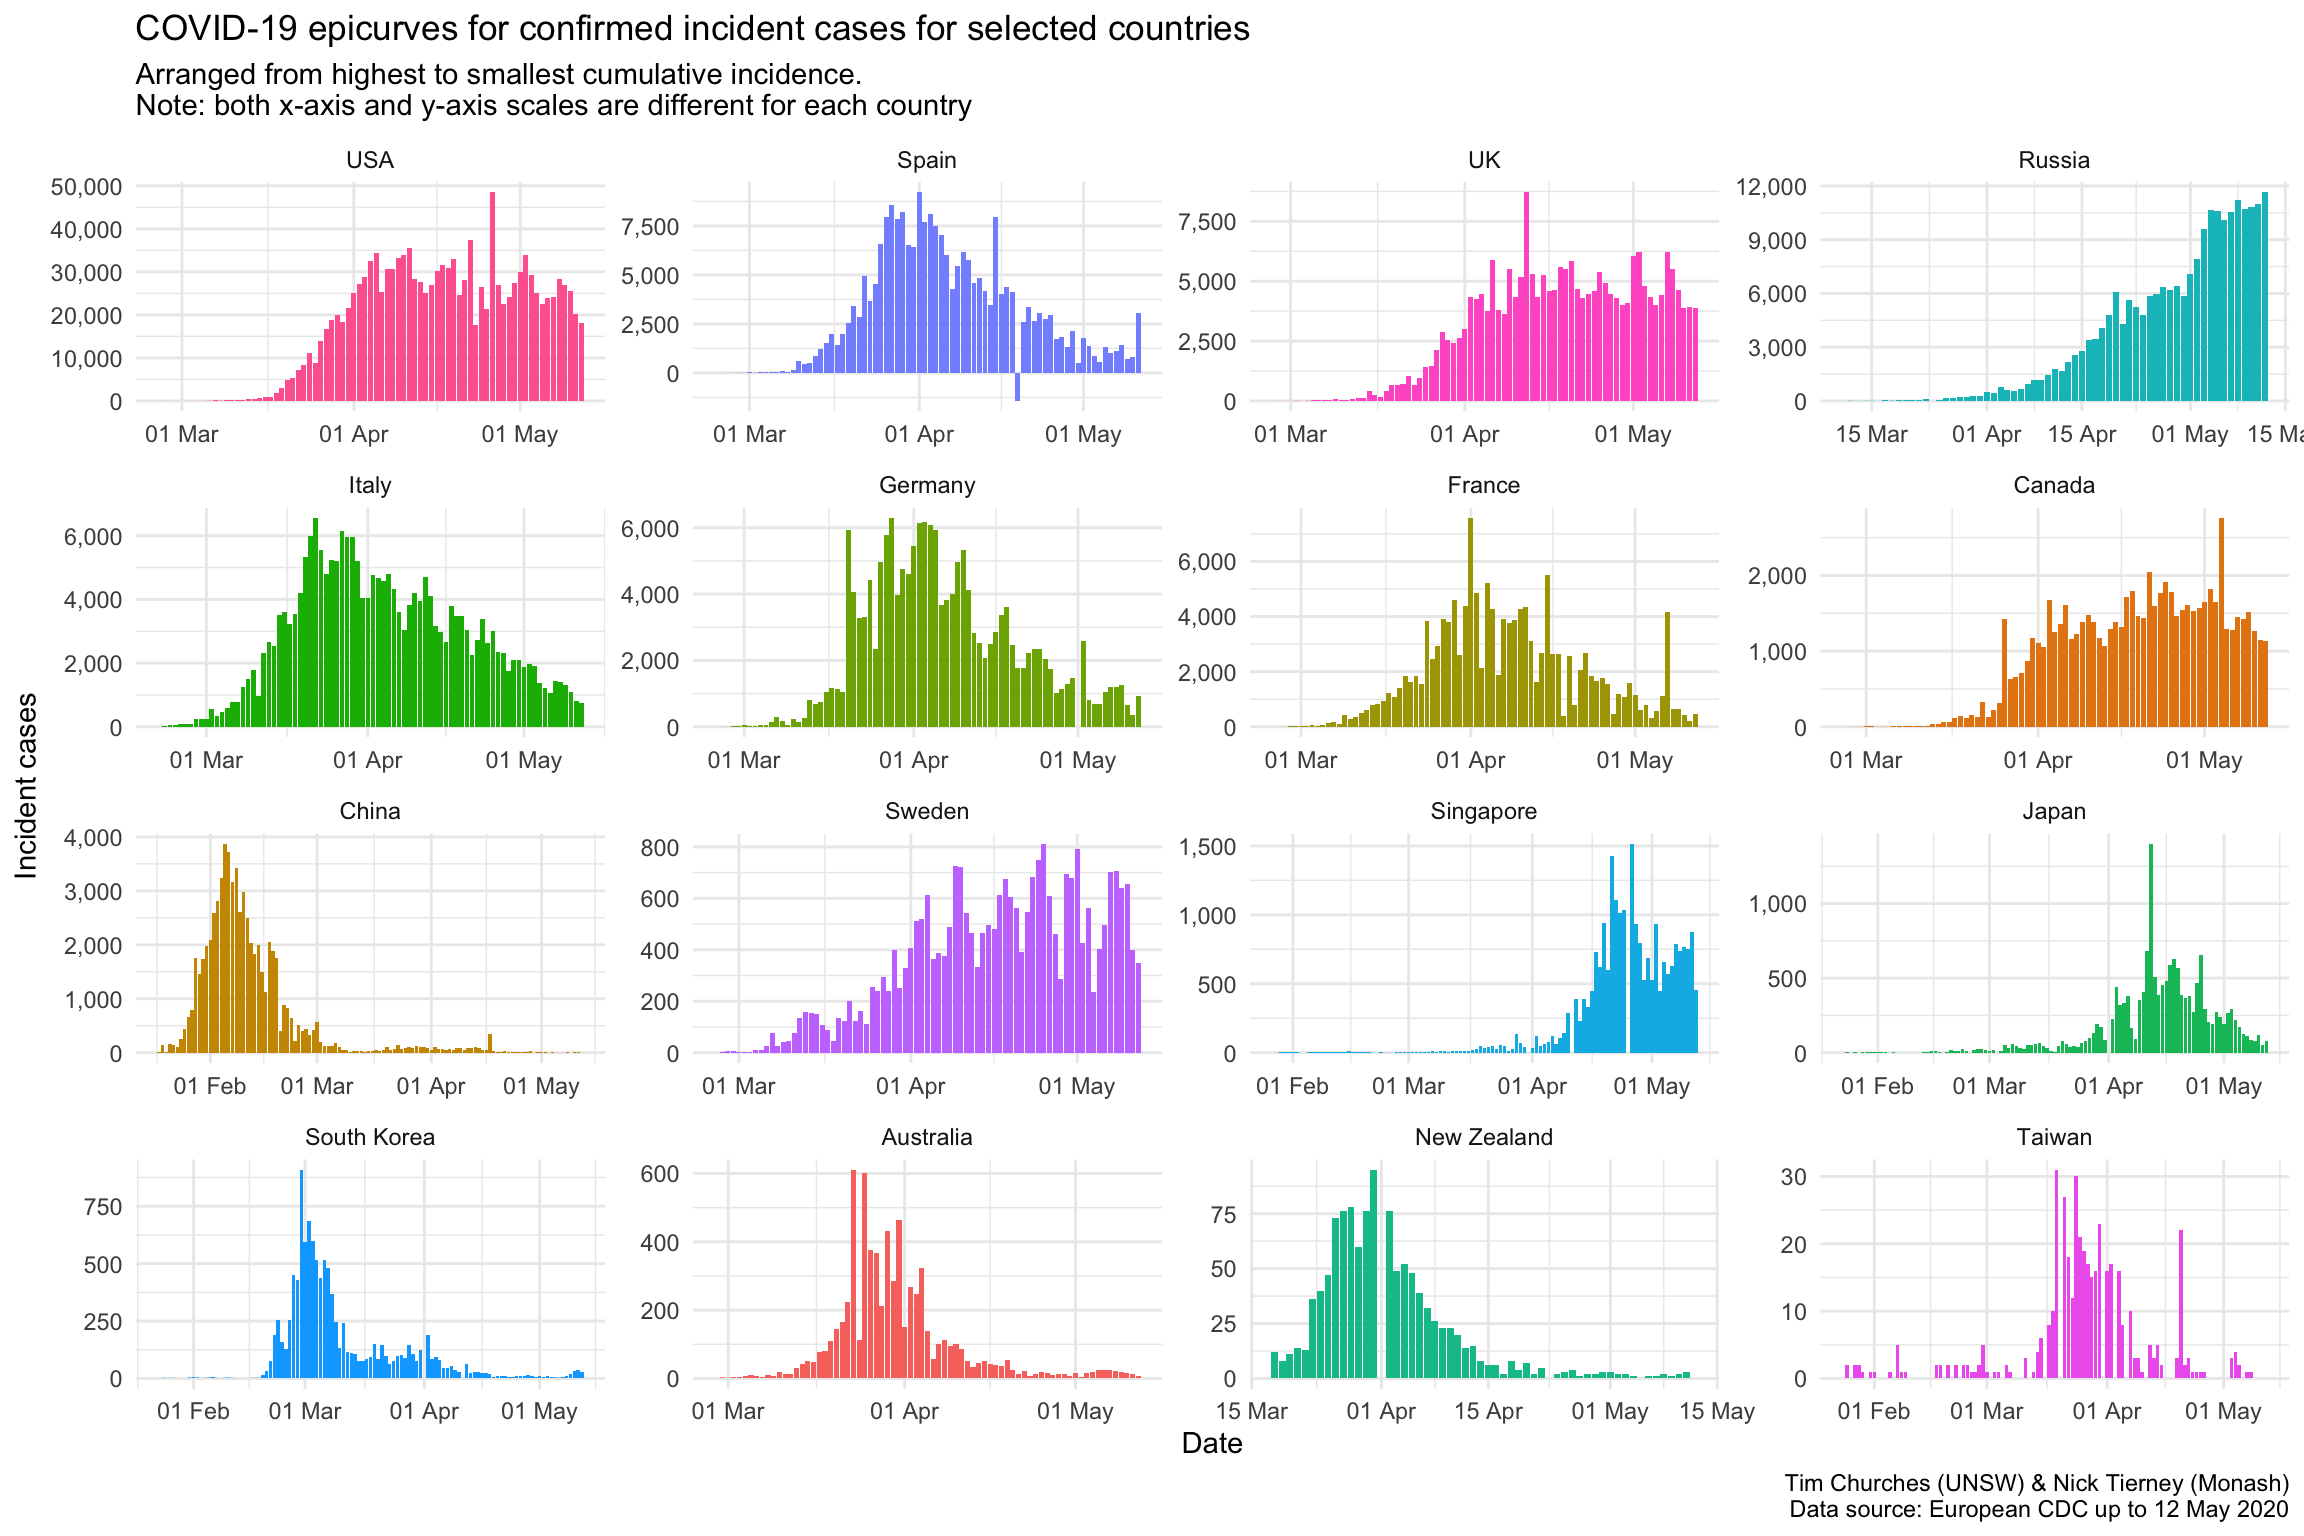 COVID-19 epicurves for confirmed incident cases for selected countries
Arranged from highest to smallest cumulative incidence.
Note: both x-axis and y-axis scales are different for each country
Incident cases
USA
50,000
40,000
30,000
20,000
10,000
0
01 Mar 01 Apr 01 May
Spain
7,500
5,000
2,500
0
01 Mar 01 Apr 01 May
UK
7,500
5,000
2,500
0
01 Mar 01 Apr 01 May
Russia
12,000
9,000
6,000
3,000
0
15 Mar 01 Apr 15 Apr 01 May 15 Ma
Italy
6,000
4,000
2,000
0
01 Mar 01 Apr 01 May
Germany
6,000
4,000
2,000
0
01 Mar 01 Apr 01 May
France
6,000
4,000
2,000
0
01 Mar 01 Apr 01 May
Canada
2,000
1,000
0
01 Mar 01 Apr 01 May
China
4,000
3,000
2,000
1,000
0
01 Feb 01 Mar 01 Apr 01 May
Sweden
800
600
400
200
0
01 Mar 01 Apr 01 May
Singapore
1,500
1,000
500
0
01 Feb 01 Mar 01 Apr 01 May
Japan
1,000
500
0
01 Feb 01 Mar 01 Apr 01 May
South Korea
750
500
250
0
01 Feb 01 Mar 01 Apr 01 May
Australia
600
400
200
0
01 Mar 01 Apr 01 May
New Zealand
75
50
25
0
15 Mar 01 Apr 15 Apr 01 May 15 May
Taiwan
30
20
10
0
01 Feb 01 Mar 01 Apr 01 May
Date
Tim Churches (UNSW) & Nick Tierney (Monash)
Data source: European CDC up to 12 May 2020